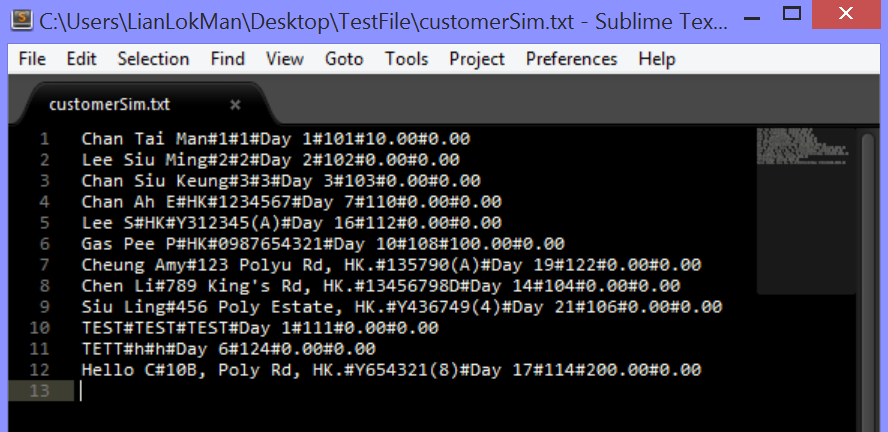 C:\Users\LianLokMan\Desktop\TestFile\customerSim.txt - Sublime Tex...
File Edit Selection Find View Goto Tools Project Preferences Help
customerSim.txt ×
1 Chan Tai Man#1#1#Day 1#101#10.00#0.00
2 Lee Siu Ming#2#2#Day 2#102#0.00#0.00
3 Chan Siu Keung#3#3#Day 3#103#0.00#0.00
4 Chan Ah E#HK#1234567#Day 7#110#0.00#0.00
5 Lee S#HK#Y312345(A)#Day 16#112#0.00#0.00
6 Gas Pee P#HK#0987654321#Day 10#108#100.00#0.00
7 Cheung Amy#123 Polyu Rd, HK.#135790(A)#Day 19#122#0.00#0.00
8 Chen Li#789 King's Rd, HK.#13456798D#Day 14#104#0.00#0.00
9 Siu Ling#456 Poly Estate, HK.#Y436749(4)#Day 21#106#0.00#0.00
10 TEST#TEST#TEST#Day 1#111#0.00#0.00
11 TETT#h#h#Day 6#124#0.00#0.00
12 Hello C#10B, Poly Rd, HK.#Y654321(8)#Day 17#114#200.00#0.00
13